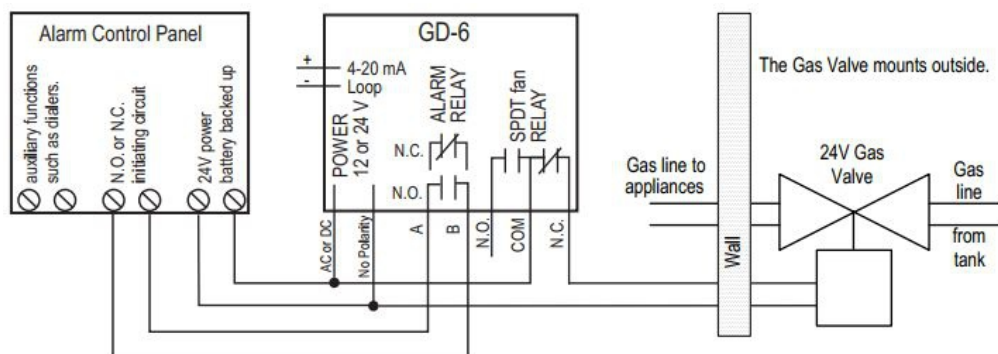 Alarm Control Panel
auxiliary functions
such as dialers.
N.O. or N.C.
initiating circuit
24V power
battery backed up
GD-6
+
-
4-20 mA
Loop
POWER
12 or 24 V
ALARM
RELAY
N.C.
N.O.
SPDT fan
RELAY
AC or DC
No Polarity
A
B
N.O.
COM
N.C.
Wall
The Gas Valve mounts outside.
Gas line to
appliances
24V Gas
Valve
Gas
line
from
tank